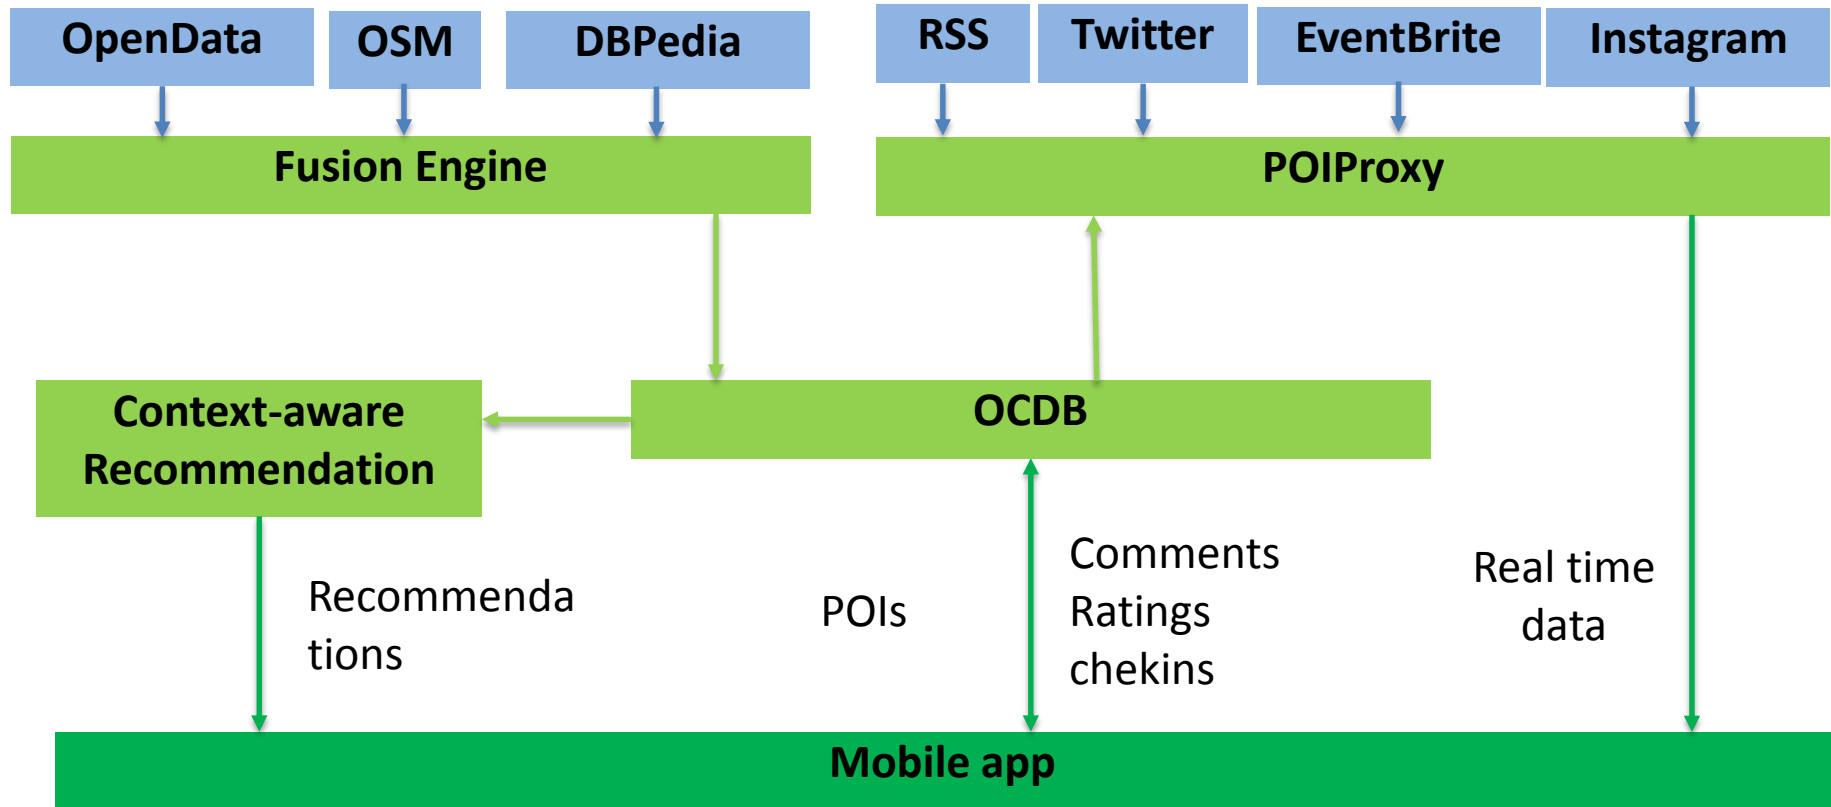 OpenData
OSM
DBPedia
RSS
Twitter
EventBrite
Instagram
Fusion Engine
POIProxy
Context-aware
Recommendation
OCDB
Recommenda
tions
POIs
Comments
Ratings
chekins
Real time
data
Mobile app